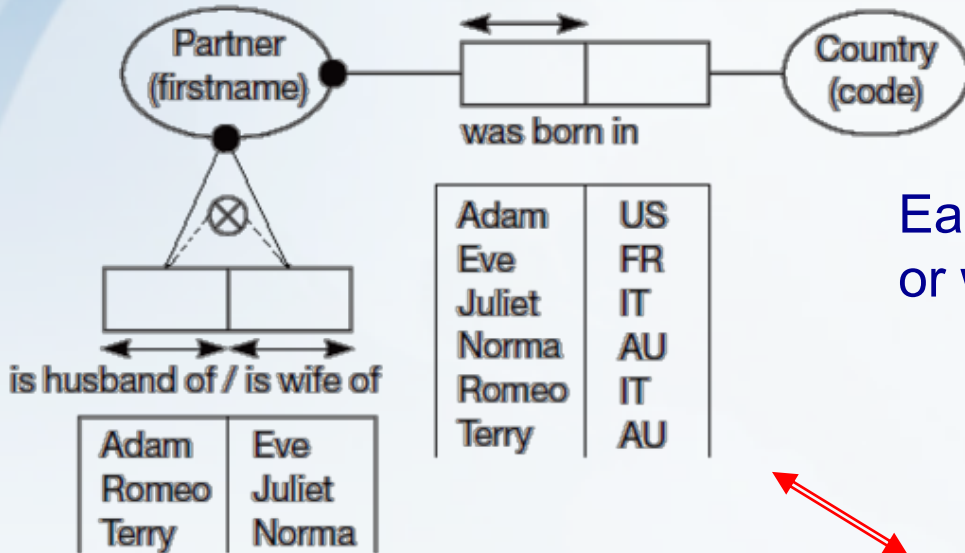 Partner
(firstname)
Country
(code)
was born in
Adam US
Eve FR
Juliet IT
Norma AU
Romeo IT
Terry AU
is husband of / is wife of
Adam Eve
Romeo Juliet
Terry Norma
or